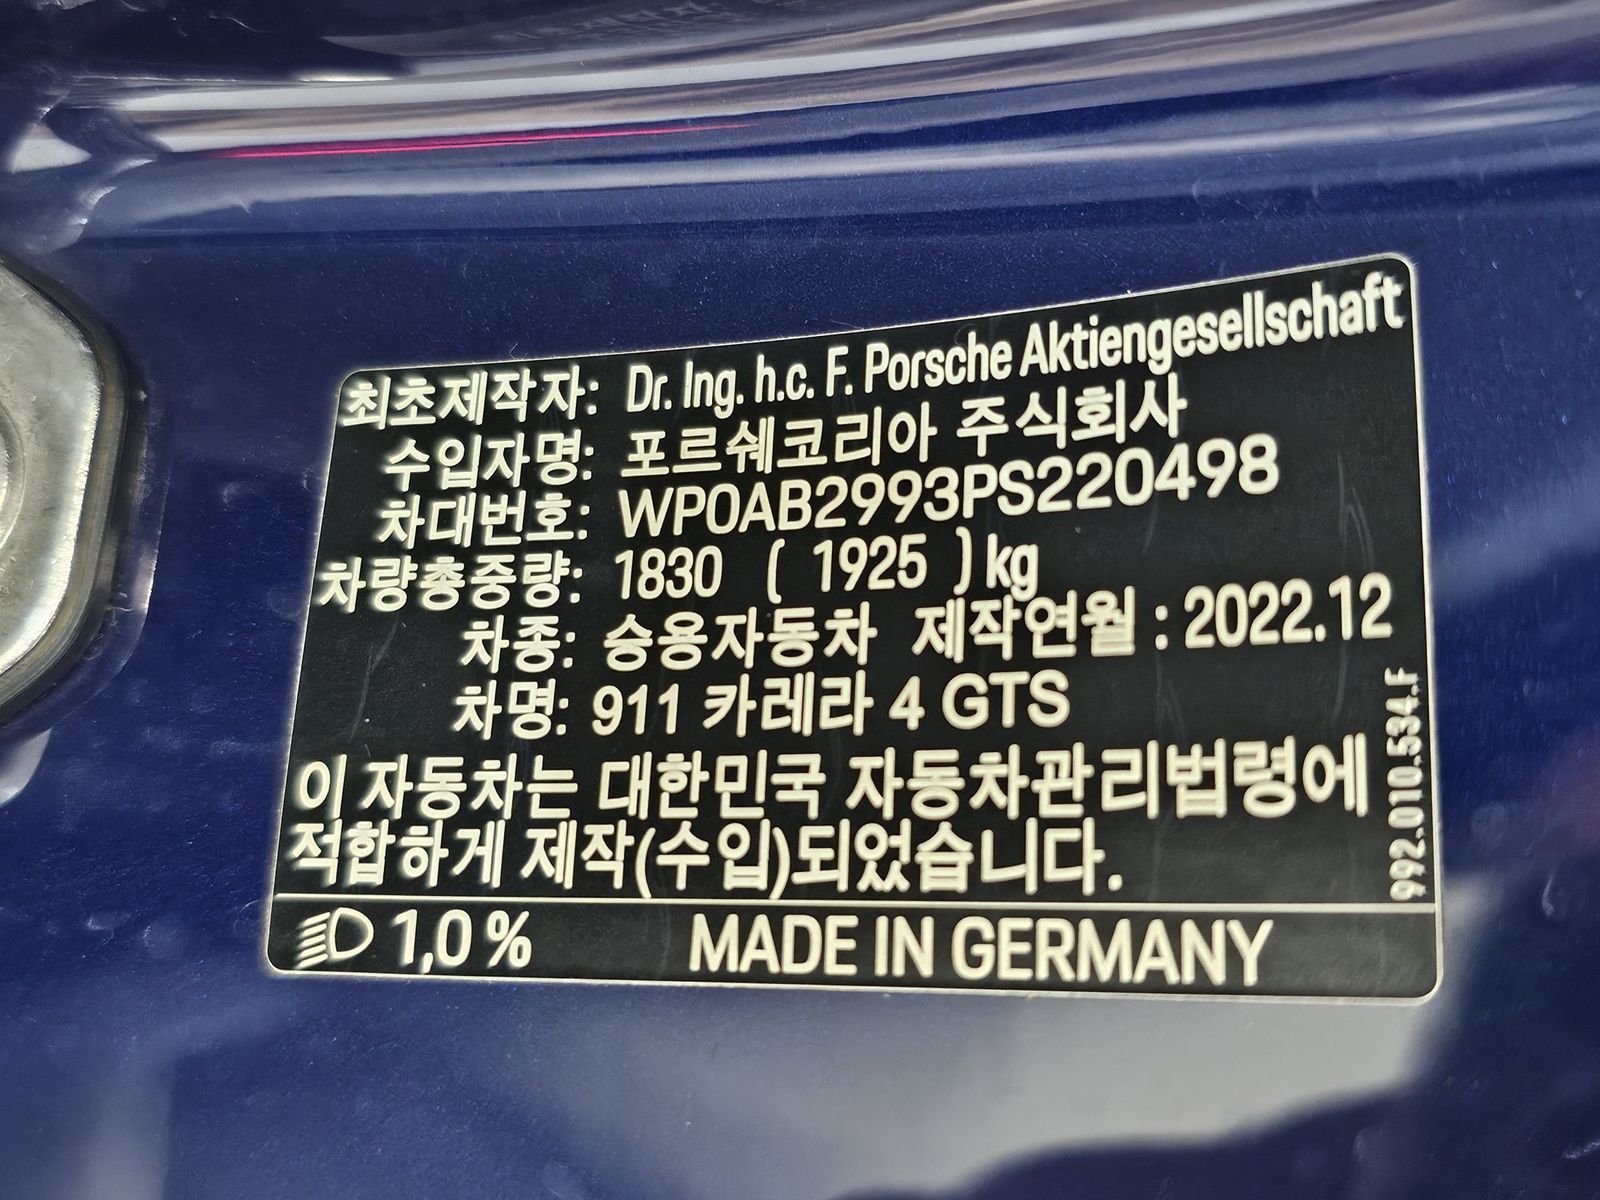 최초제작자: Dr. Ing. h.c. F. Porsche Aktiengesellschaft
수입자명: 포르쉐코리아 주식회사
차대번호: WP0AB2993PS220498
차량총중량: 1830 ( 1925 ) kg
차종: 승용자동차 제작연월 : 2022.12
차명: 911 카레라 4 GTS
이 자동차는 대한민국 자동차관리법령에
적합하게 제작(수입)되었습니다.
992.010.534.F
1,0 % MADE IN GERMANY